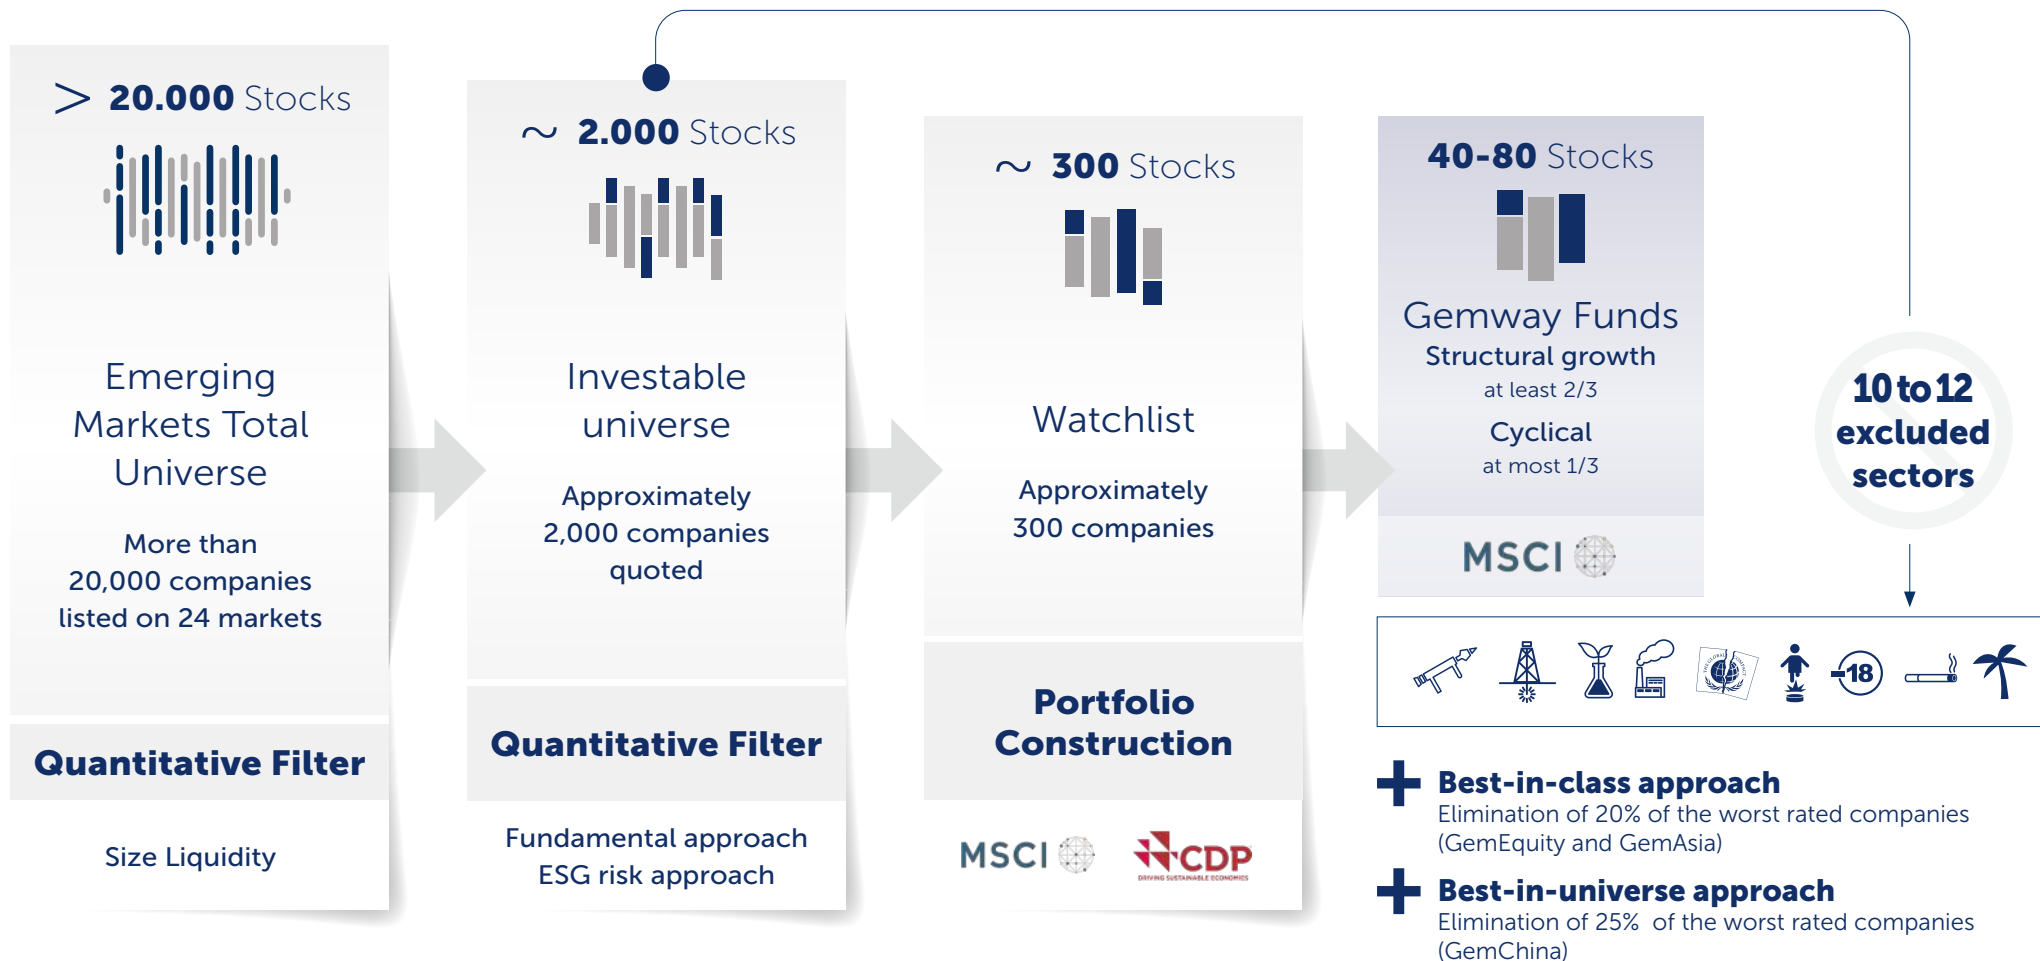 > 20.000 Stocks
Emerging
Markets Total
Universe
More than
20,000 companies
listed on 24 markets
Quantitative Filter
Size Liquidity
~ 2.000 Stocks
Investable
universe
Approximately
2,000 companies
quoted
Quantitative Filter
Fundamental approach
ESG risk approach
~ 300 Stocks
Watchlist
Approximately
300 companies
Portfolio
Construction
MSCI
CDP
DRIVING SUSTAINABLE ECONOMIES
40-80 Stocks
Gemway Funds
Structural growth
at least 2/3
Cyclical
at most 1/3
MSCI
10 to 12
excluded
sectors
-18
Best-in-class approach
Elimination of 20% of the worst rated companies
(GemEquity and GemAsia)
Best-in-universe approach
Elimination of 25% of the worst rated companies
(GemChina)